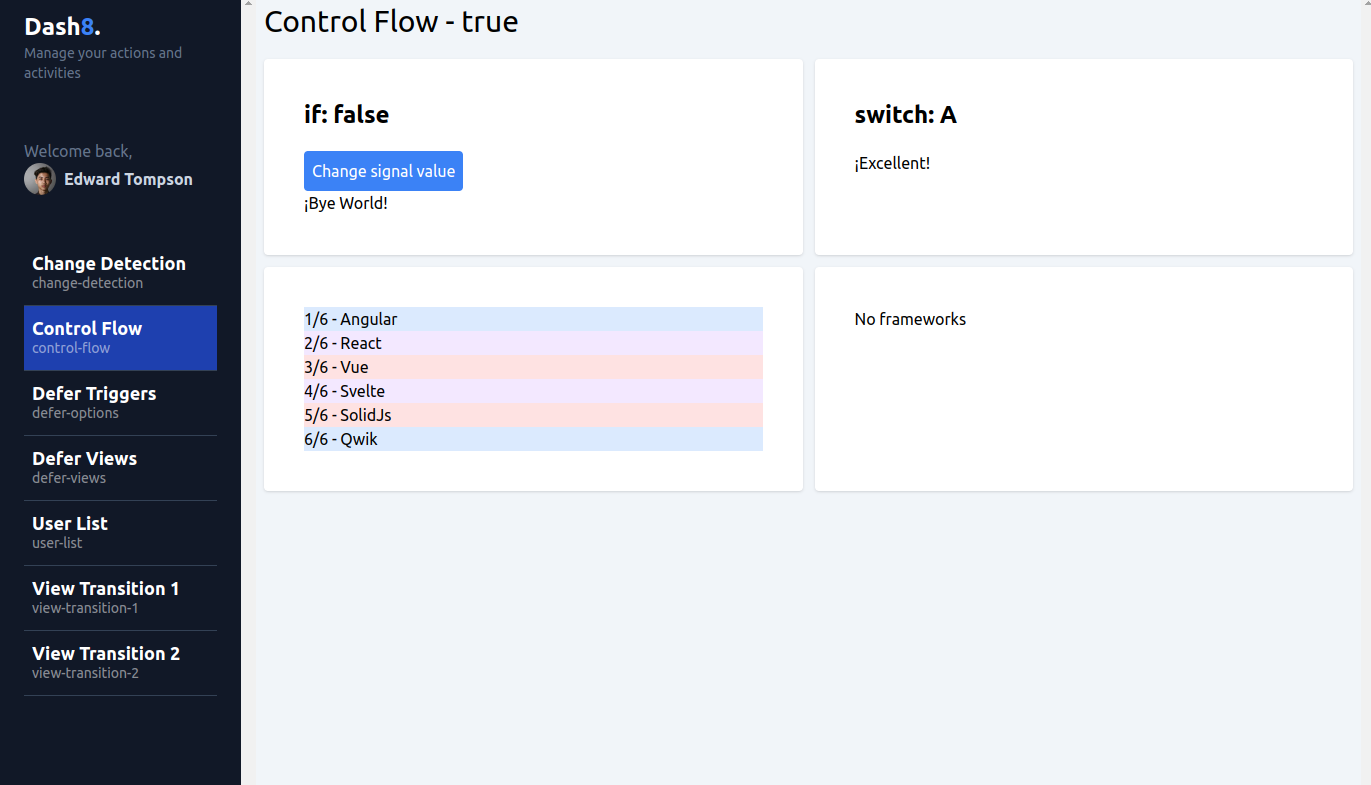 Dash8.
Manage your actions and
activities
Welcome back,
Edward Tompson
Change Detection
change-detection
Control Flow
control-flow
Defer Triggers
defer-options
Defer Views
defer-views
User List
user-list
View Transition 1
view-transition-1
View Transition 2
view-transition-2
Control Flow - true
if: false
Change signal value
¡Bye World!
switch: A
¡Excellent!
1/6 - Angular
2/6 - React
3/6 - Vue
4/6 - Svelte
5/6 - SolidJs
6/6 - Qwik
No frameworks